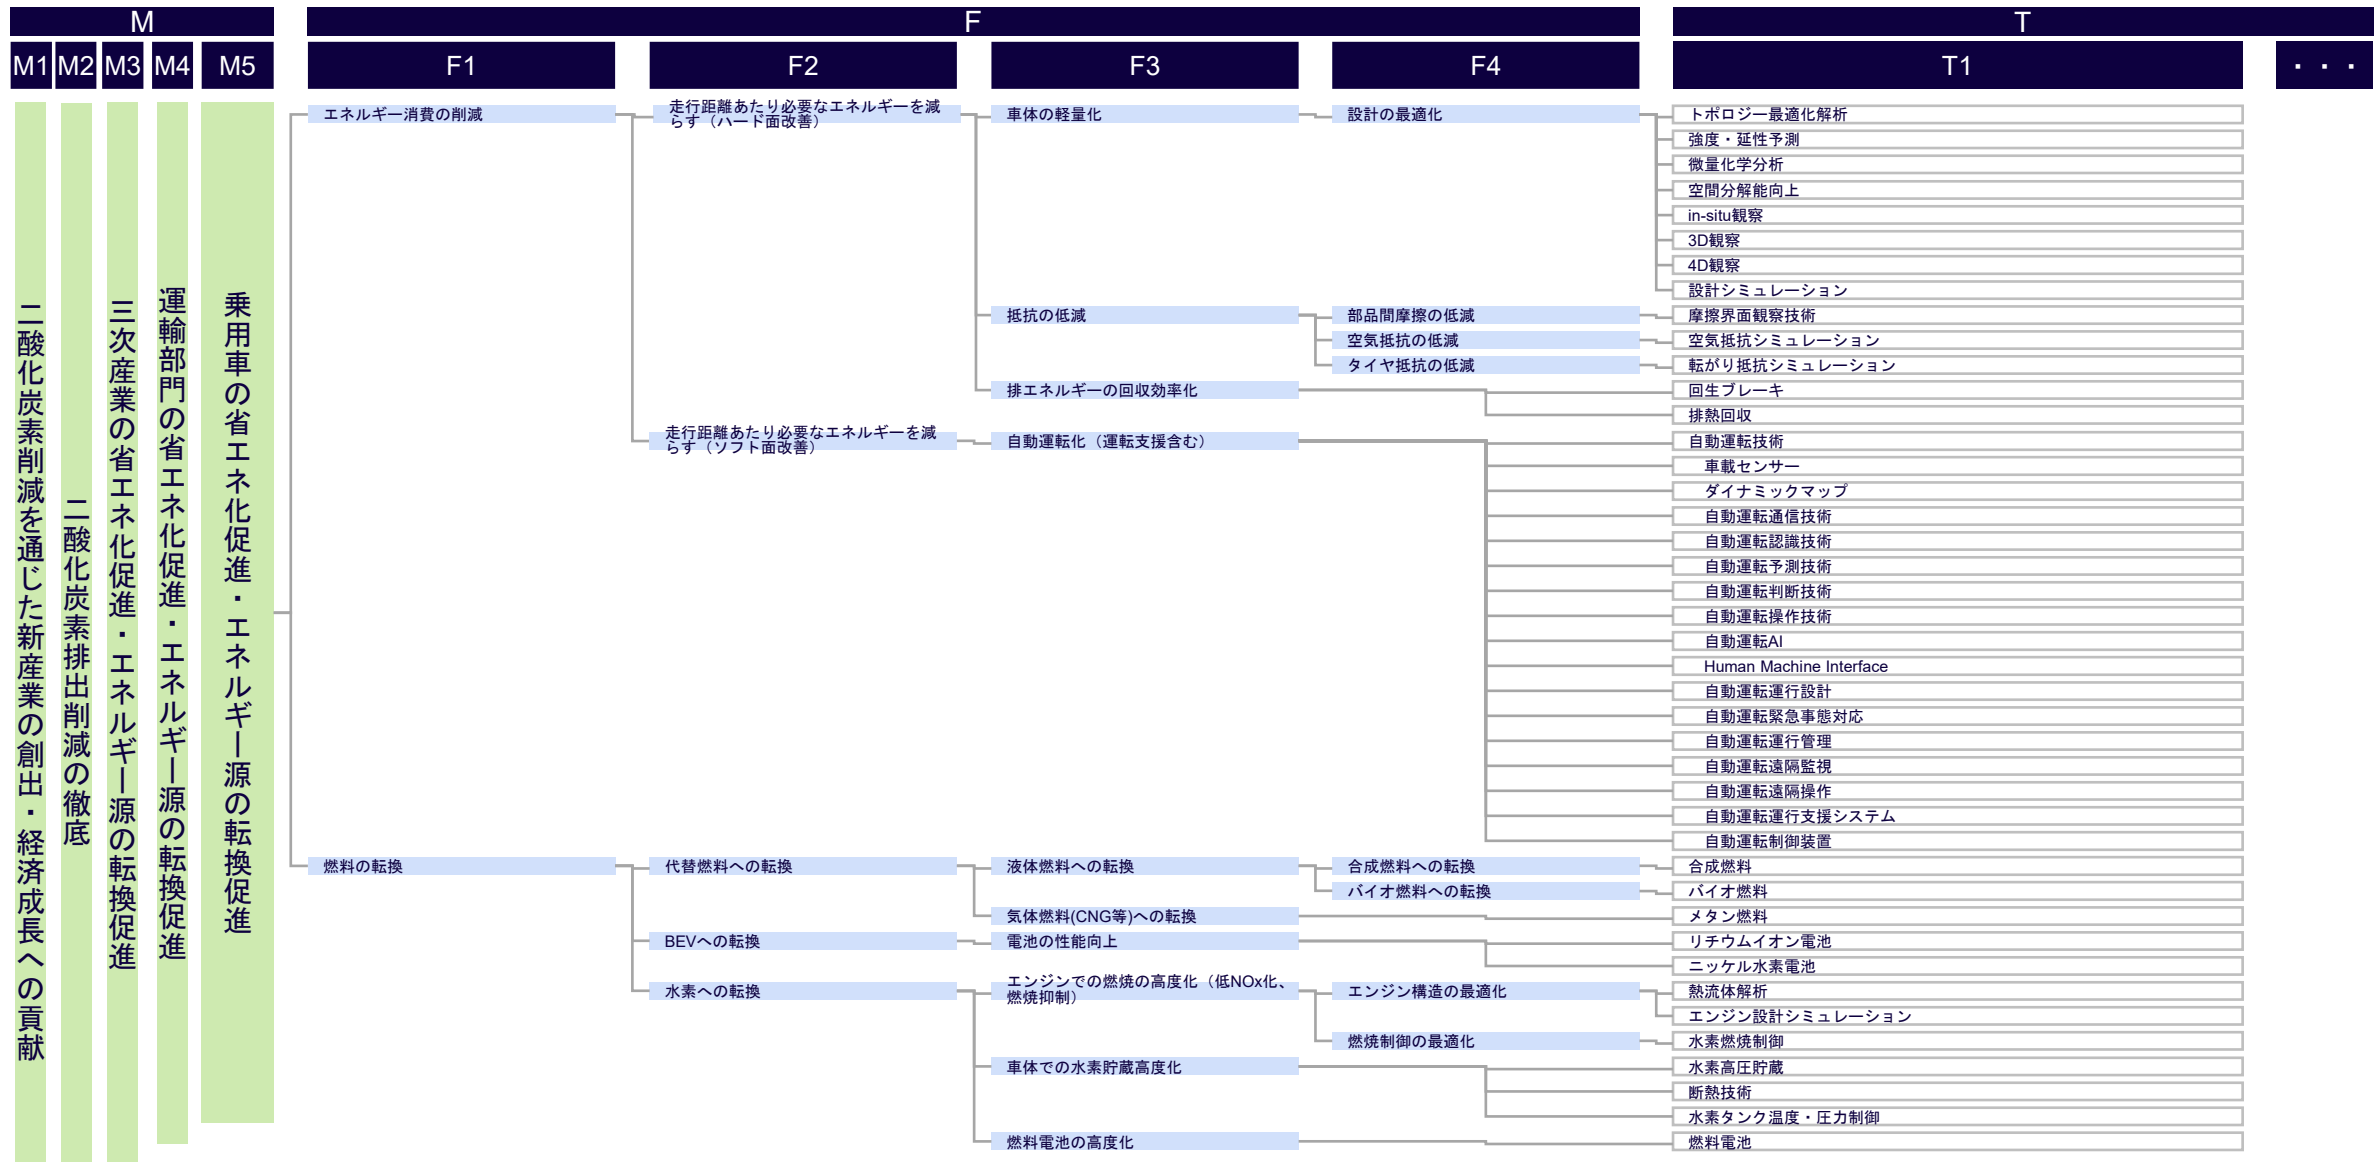 M
F
T
M1
M2
M3
M4
M5
F1
F2
F3
F4
T1
・・・
二酸化炭素削減を通じた新産業の創出・経済成長への貢献
二酸化炭素排出削減の徹底
三次産業の省エネ化促進・エネルギー源の転換促進
運輸部門の省エネ化促進・エネルギー源の転換促進
乗用車の省エネ化促進・エネルギー源の転換促進
エネルギー消費の削減
走行距離あたり必要なエネルギーを減
らす（ハード面改善）
車体の軽量化
設計の最適化
トポロジー最適化解析
強度・延性予測
微量化学分析
空間分解能向上
in-situ観察
3D観察
4D観察
設計シミュレーション
抵抗の低減
部品間摩擦の低減
摩擦界面観察技術
空気抵抗の低減
空気抵抗シミュレーション
タイヤ抵抗の低減
転がり抵抗シミュレーション
排エネルギーの回収効率化
回生ブレーキ
排熱回収
走行距離あたり必要なエネルギーを減
らす（ソフト面改善）
自動運転化（運転支援含む）
自動運転技術
車載センサー
ダイナミックマップ
自動運転通信技術
自動運転認識技術
自動運転予測技術
自動運転判断技術
自動運転操作技術
自動運転AI
Human Machine Interface
自動運転運行設計
自動運転緊急事態対応
自動運転運行管理
自動運転遠隔監視
自動運転遠隔操作
自動運転運行支援システム
自動運転制御装置
燃料の転換
代替燃料への転換
液体燃料への転換
合成燃料への転換
合成燃料
バイオ燃料への転換
バイオ燃料
気体燃料(CNG等)への転換
メタン燃料
BEVへの転換
電池の性能向上
リチウムイオン電池
ニッケル水素電池
水素への転換
エンジンでの燃焼の高度化（低NOx化、
燃焼抑制）
エンジン構造の最適化
熱流体解析
エンジン設計シミュレーション
燃焼制御の最適化
水素燃焼制御
車体での水素貯蔵高度化
水素高圧貯蔵
断熱技術
水素タンク温度・圧力制御
燃料電池の高度化
燃料電池